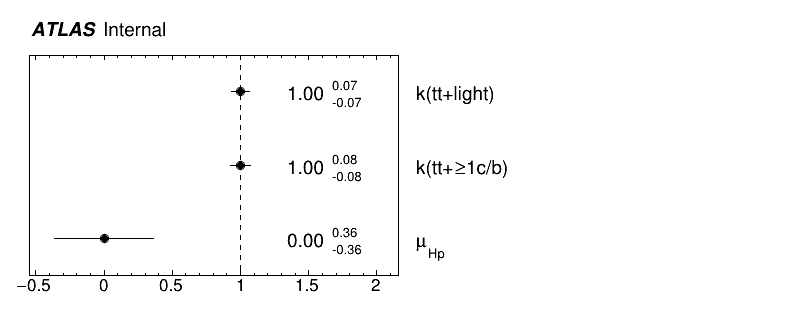 ATLAS Internal
1.00 0.07 -0.07 k(tt+light)
1.00 0.08 -0.08 k(tt+≥1c/b)
0.00 0.36 -0.36 μHp
−0.5 0 0.5 1 1.5 2